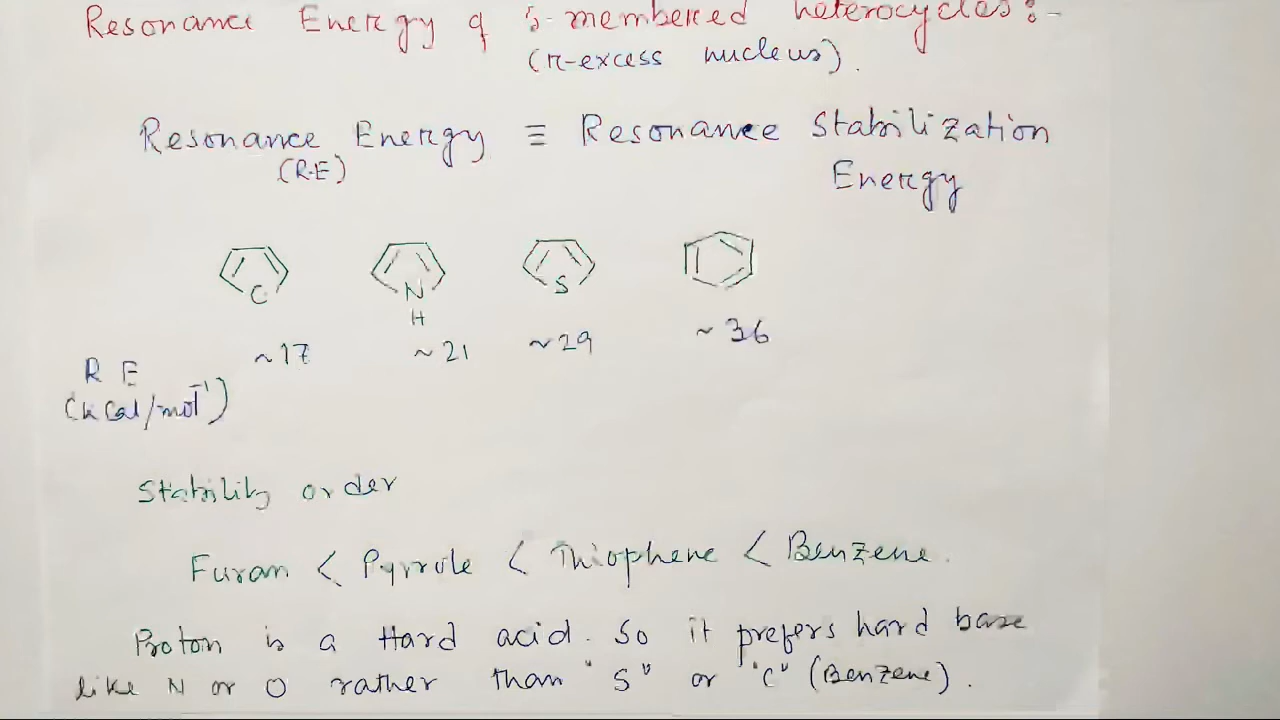 Resonance Energy of 5-membered heterocycles:-
(π-excess nucleus).
Resonance Energy ≡ Resonance Stabilization
(R.E) Energy
C N S
H
~17 ~21 ~29 ~36
R E
(kCal/mol⁻¹)
Stability order
Furan < Pyrrole < Thiophene < Benzene.
Proton is a Hard acid. So it prefers hard base
like N or O rather than "S" or "C" (Benzene).